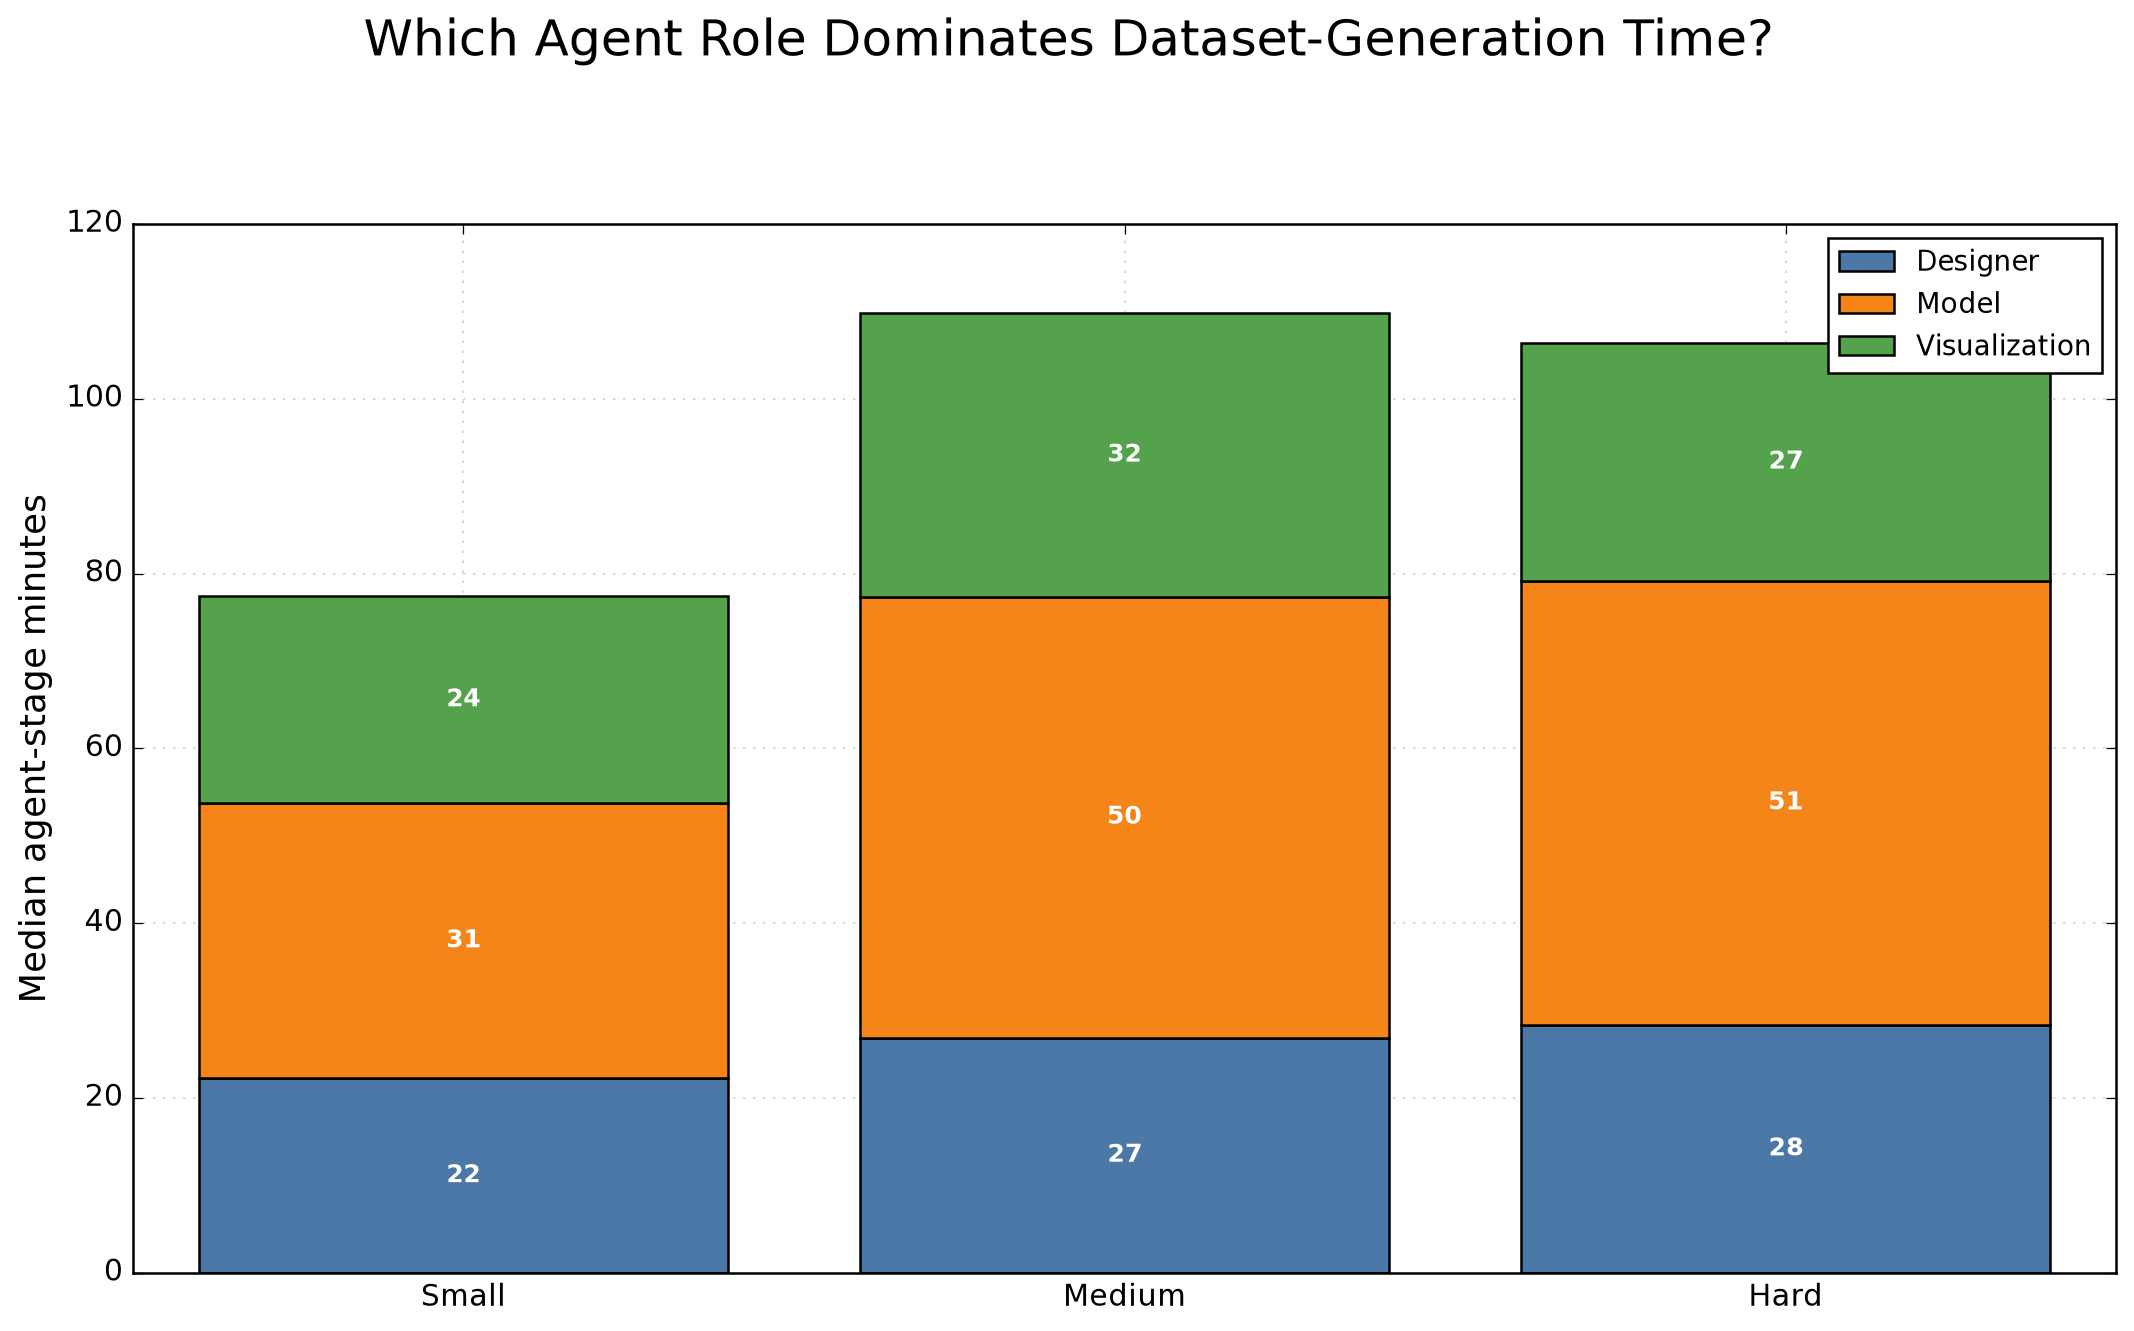 Which Agent Role Dominates Dataset-Generation Time?
120
100
80
60
40
20
0
Median agent-stage minutes
Designer
Model
Visualization
24
31
22
32
50
27
27
51
28
Small
Medium
Hard